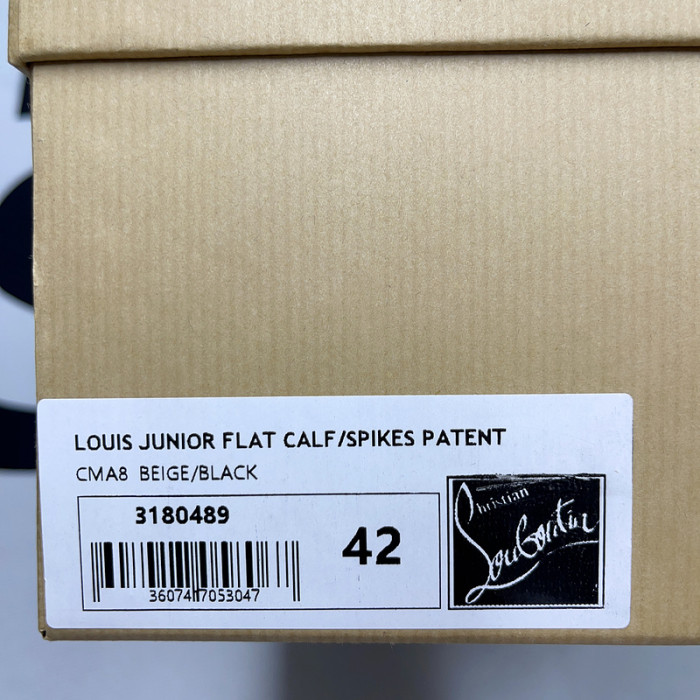 LOUIS JUNIOR FLAT CALF/SPIKES PATENT
CMA8 BEIGE/BLACK
3180489
42
3607417053047
Christian
Louboutin